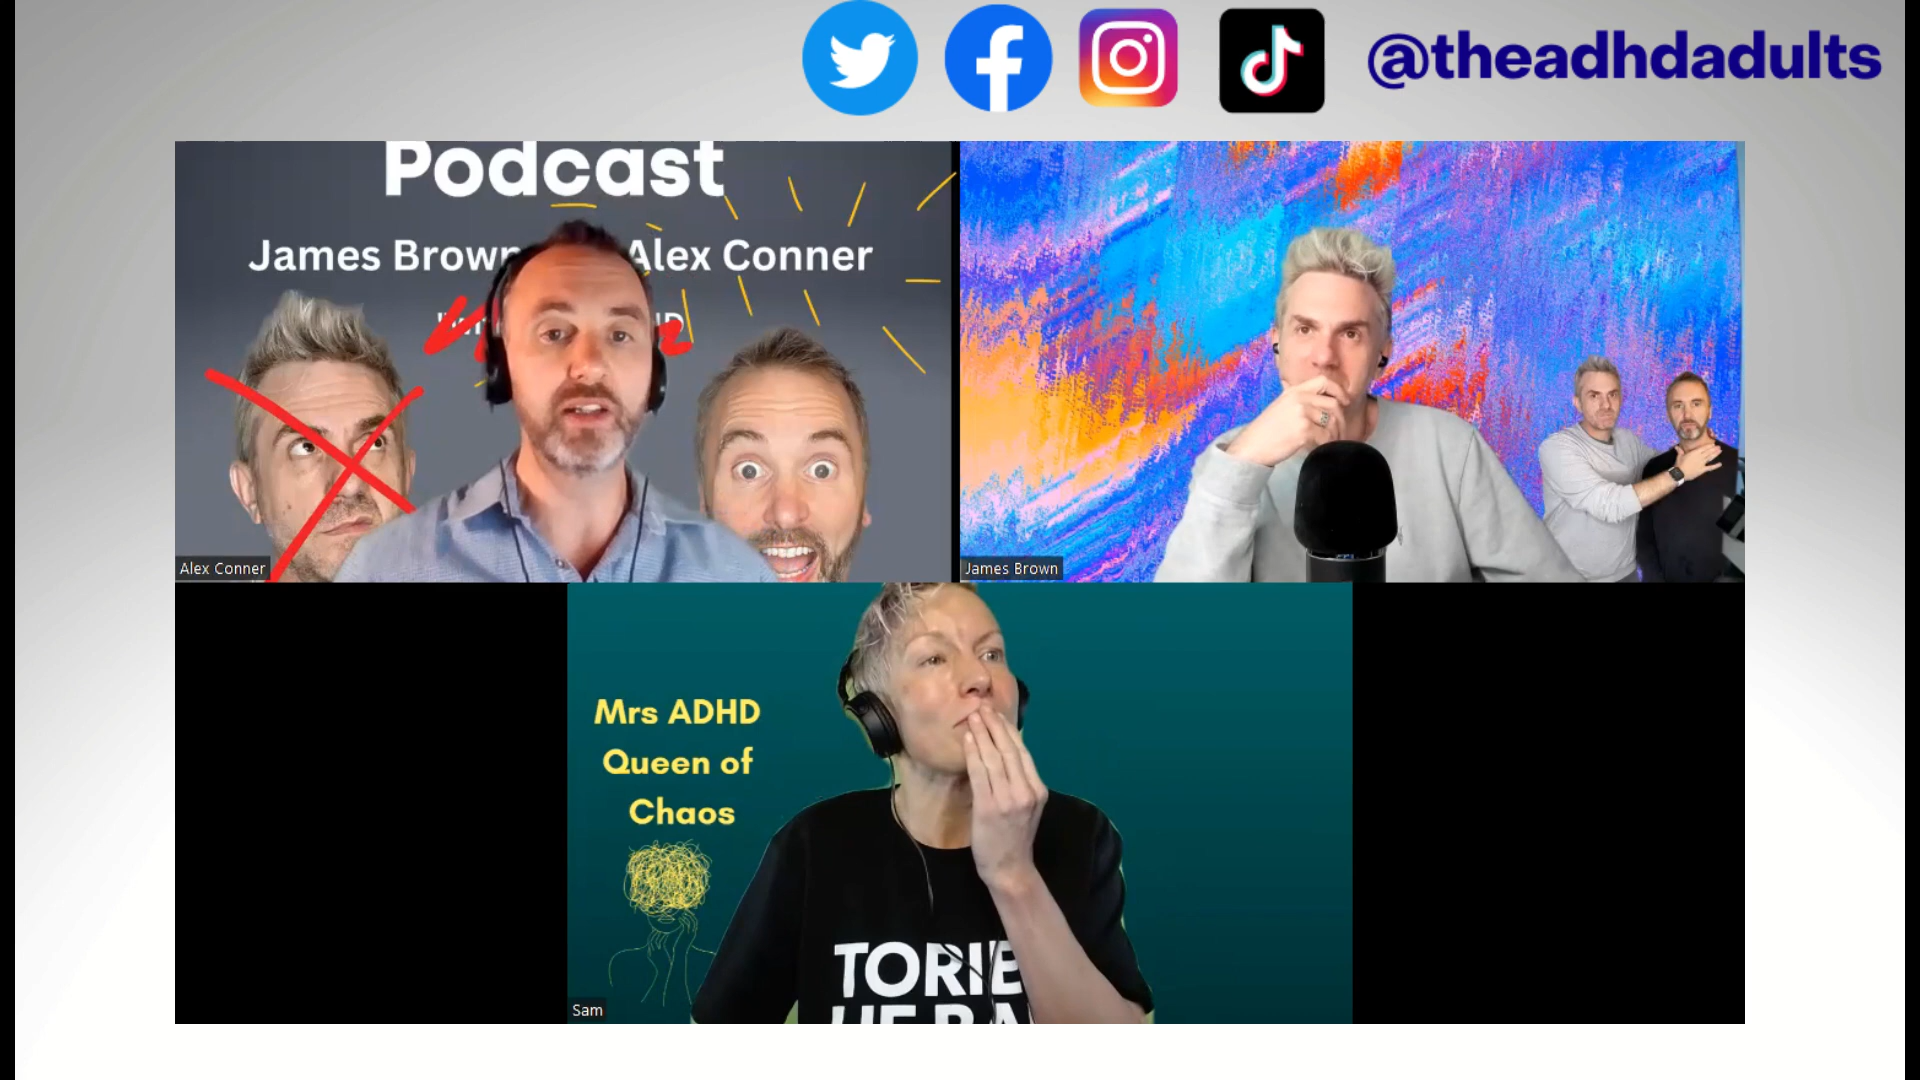 @theadhdadults
Podcast
James Brown Alex Conner
Alex Conner
James Brown
Mrs ADHD
Queen of
Chaos
TORIE
Sam